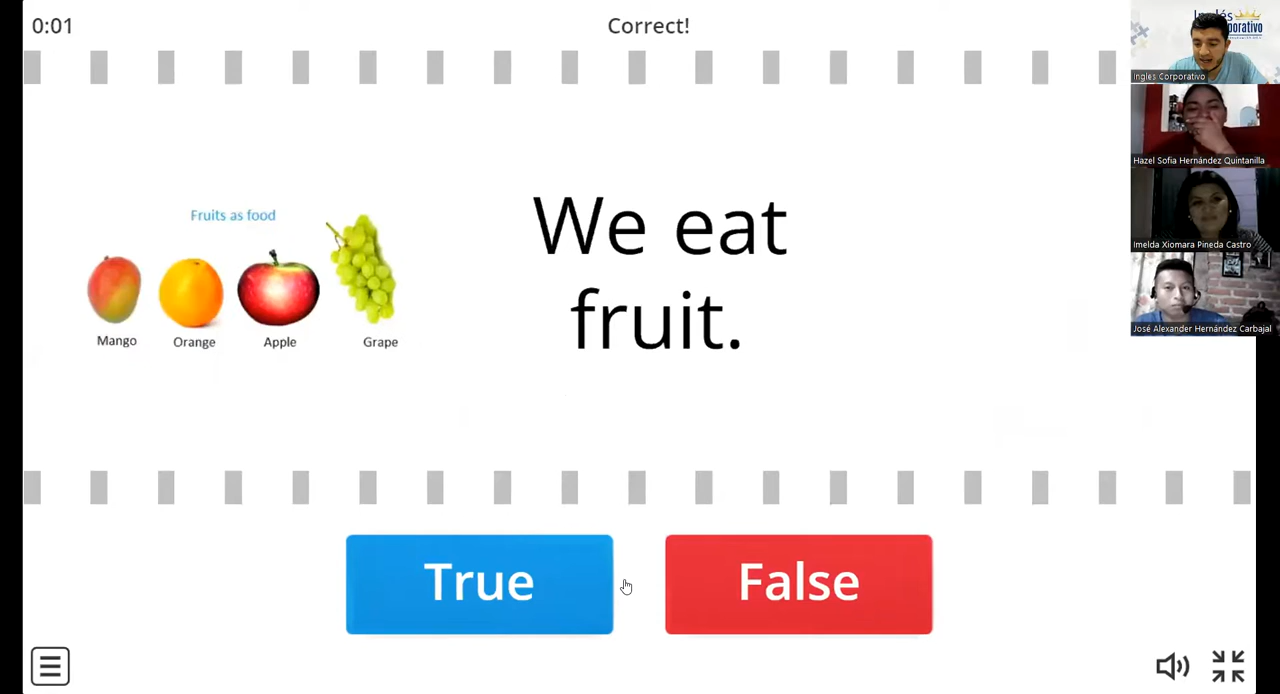 0:01
Correct!
Fruits as food
Mango
Orange
Apple
Grape
We eat
fruit.
True
False
Ingles Corporativo
Hazel Sofia Hernández Quintanilla
Imelda Xiomara Pineda Castro
José Alexander Hernández Carbajal